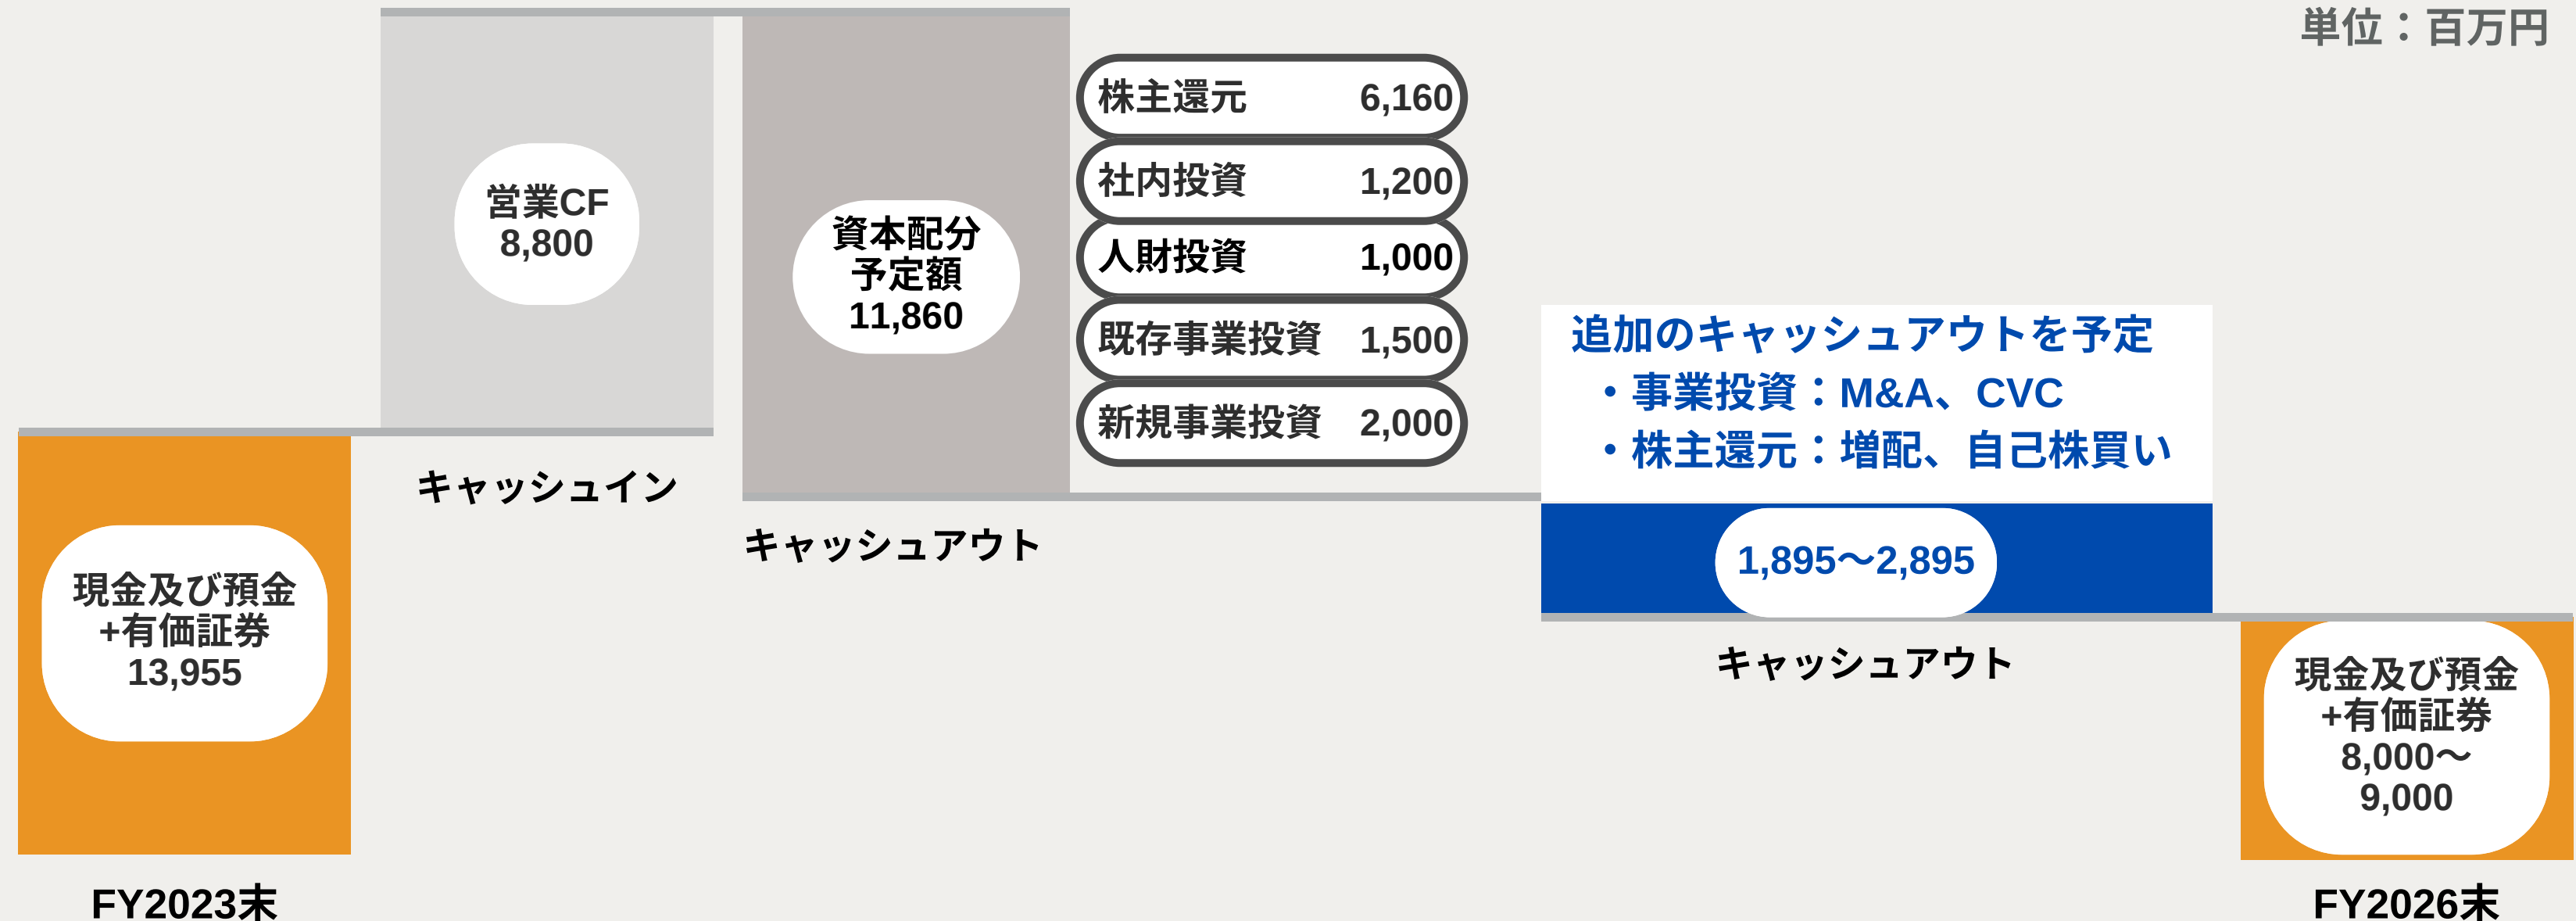 単位：百万円
営業CF
8,800
資本配分
予定額
11,860
株主還元 6,160
社内投資 1,200
人財投資 1,000
既存事業投資 1,500
新規事業投資 2,000
追加のキャッシュアウトを予定
・事業投資：M&A、CVC
・株主還元：増配、自己株買い
キャッシュイン
キャッシュアウト
1,895〜2,895
キャッシュアウト
現金及び預金
+有価証券
13,955
現金及び預金
+有価証券
8,000〜
9,000
FY2023末
FY2026末